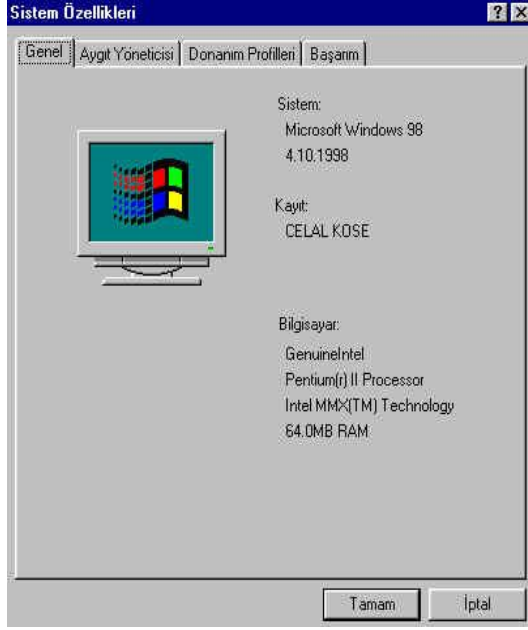 Sistem Özellikleri
Genel Aygıt Yöneticisi Donanım Profilleri Başarım
Sistem:
Microsoft Windows 98
4.10.1998
Kayıt:
CELAL KOSE
Bilgisayar:
GenuineIntel
Pentium(r) II Processor
Intel MMX(TM) Technology
64.0MB RAM
Tamam İptal